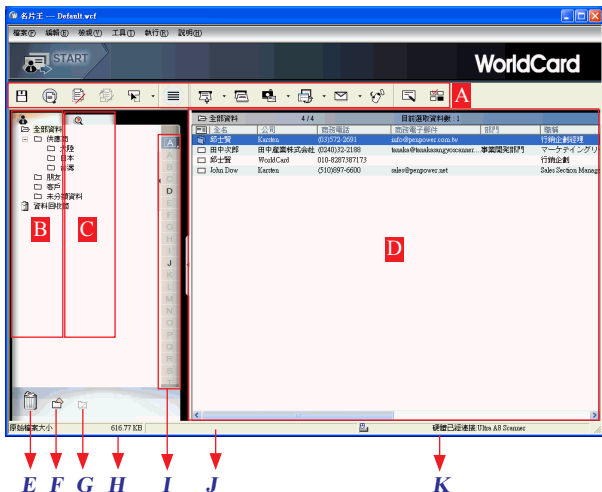 名片王 --- Default.wcf
檔案(F) 編輯(E) 檢視(V) 工具(T) 執行(R) 說明(H)
START
WorldCard
A
全部資料
供應商
大陸
日本
台灣
朋友
客戶
未分類資料
資料回收筒
B
C
A
B
C
D
E
F
G
H
I
J
K
L
M
N
O
P
Q
R
S
全部資料 4/4 目前選取資料數 : 1
全名 公司 商務電話 商務電子郵件 部門 職稱
邱士賢 Karsten (03)572-2691 info@penpower.com.tw 行銷企劃經理
田中次郎 田中産業株式会社 (0240)32-2188 事業開発部門 マーケテイングリ
邱士賢 WorldCard 010-8287387173 行銷企劃
John Dow Karsten (510)897-6600 sales@penpower.net Sales Section Manag
D
原始檔案大小 616.77 KB 硬體已經連接:Ultra A8 Scanner
E F G H I J K